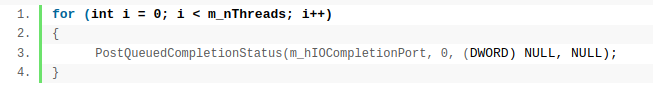 1. for (int i = 0; i < m_nThreads; i++)
2. {
3. PostQueuedCompletionStatus(m_hIOCompletionPort, 0, (DWORD) NULL, NULL);
4. }